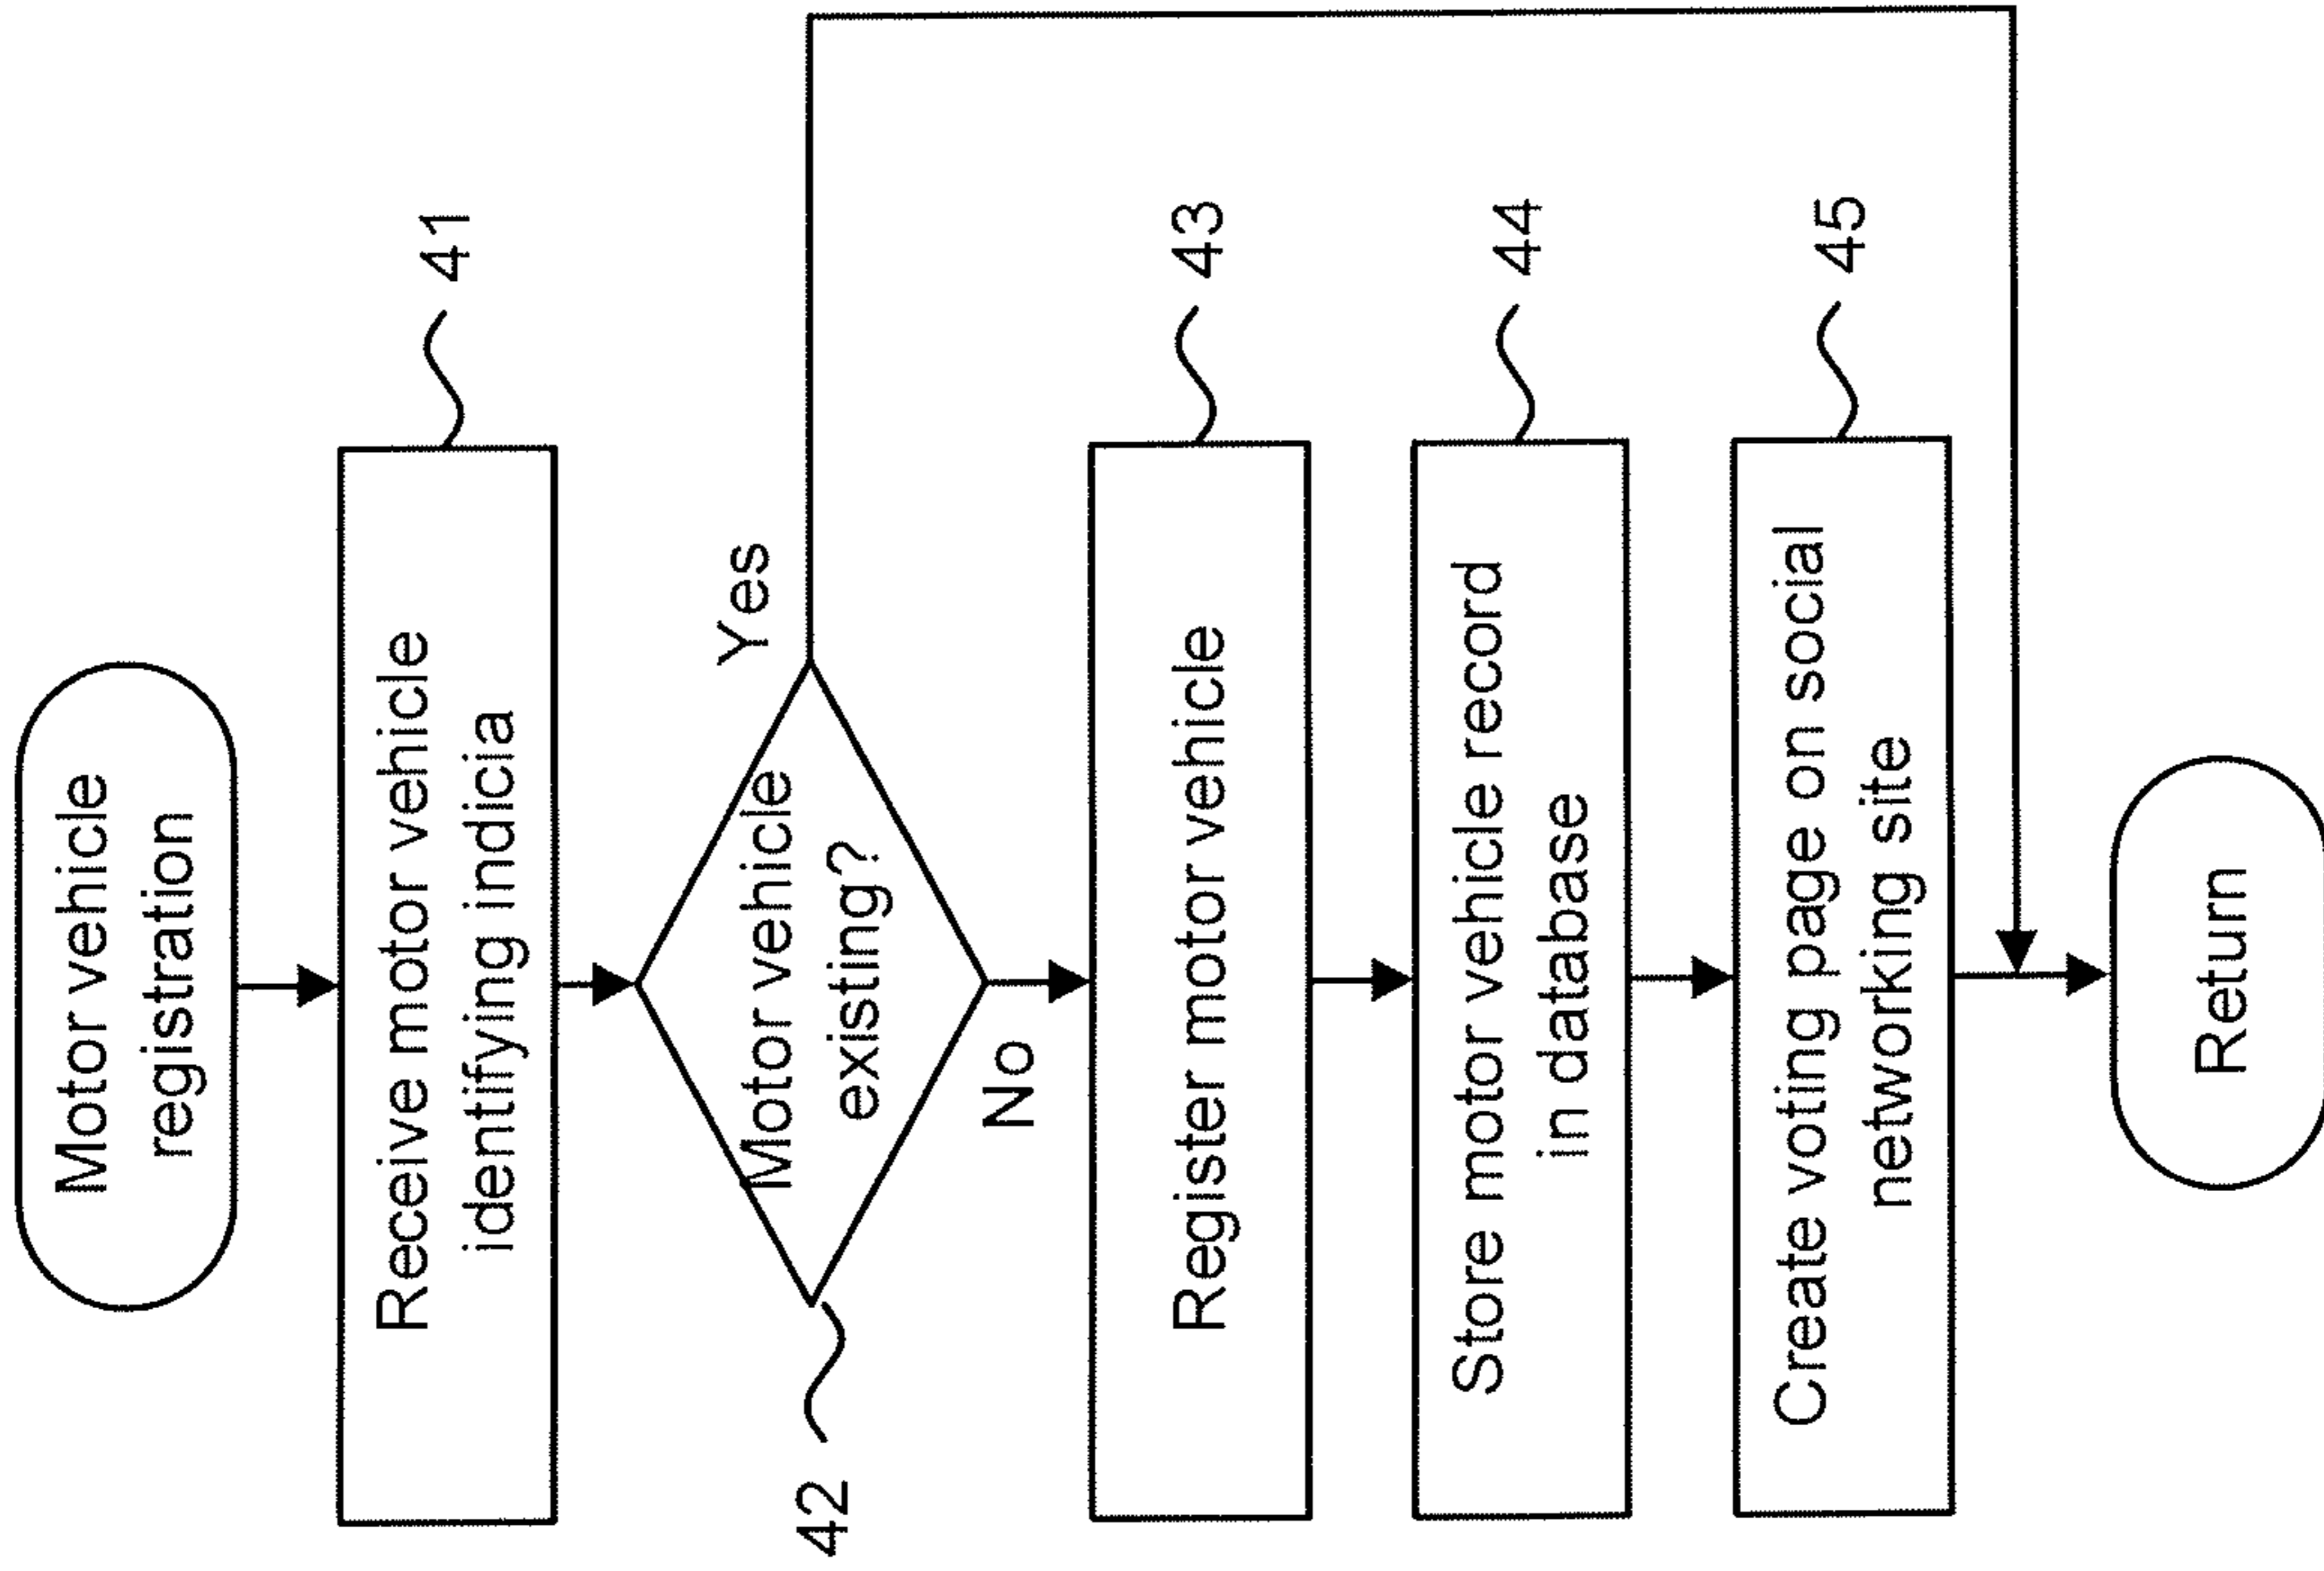 Motor vehicle
registration
Receive motor vehicle
identifying indicia
41
Motor vehicle
existing?
Yes
No
42
Register motor vehicle
43
Store motor vehicle record
in database
44
Create voting page on social
networking site
45
Return